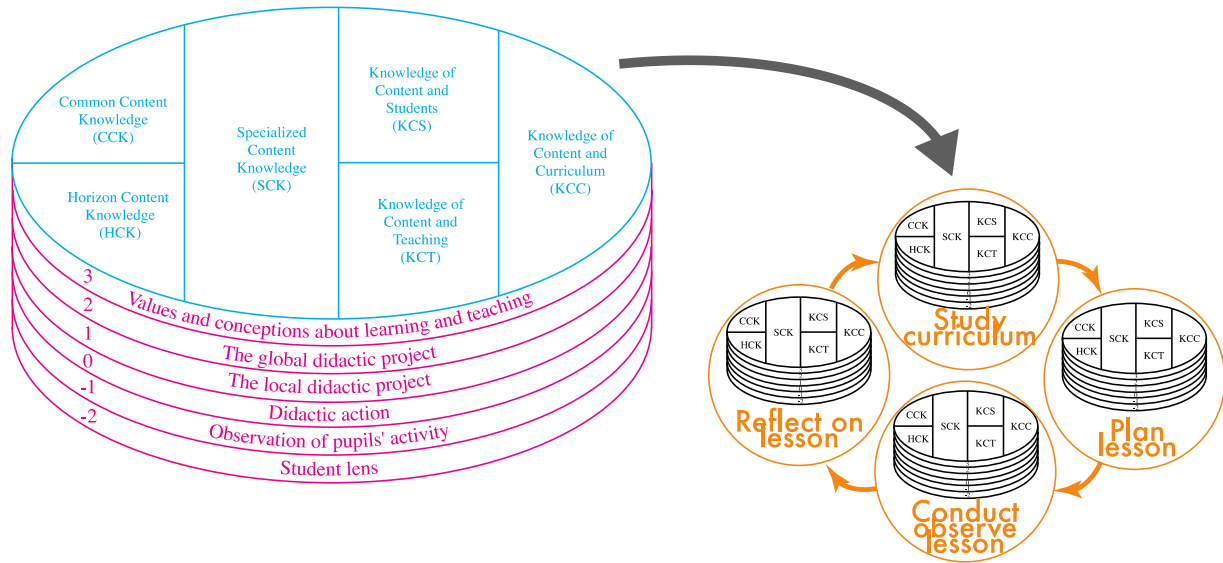 Common Content
Knowledge
(CCK)
Horizon Content
Knowledge
(HCK)
Specialized
Content
Knowledge
(SCK)
Knowledge of
Content and
Students
(KCS)
Knowledge of
Content and
Teaching
(KCT)
Knowledge of
Content and
Curriculum
(KCC)
3
Values and conceptions about learning and teaching
2
The global didactic project
1
The local didactic project
0
Didactic action
-1
Observation of pupils' activity
-2
Student lens
CCK
HCK
SCK
KCS
KCT
KCC
Study
curriculum
CCK
HCK
SCK
KCS
KCT
KCC
Plan
lesson
CCK
HCK
SCK
KCS
KCT
KCC
Conduct
observe
lesson
CCK
HCK
SCK
KCS
KCT
KCC
Reflect on
lesson